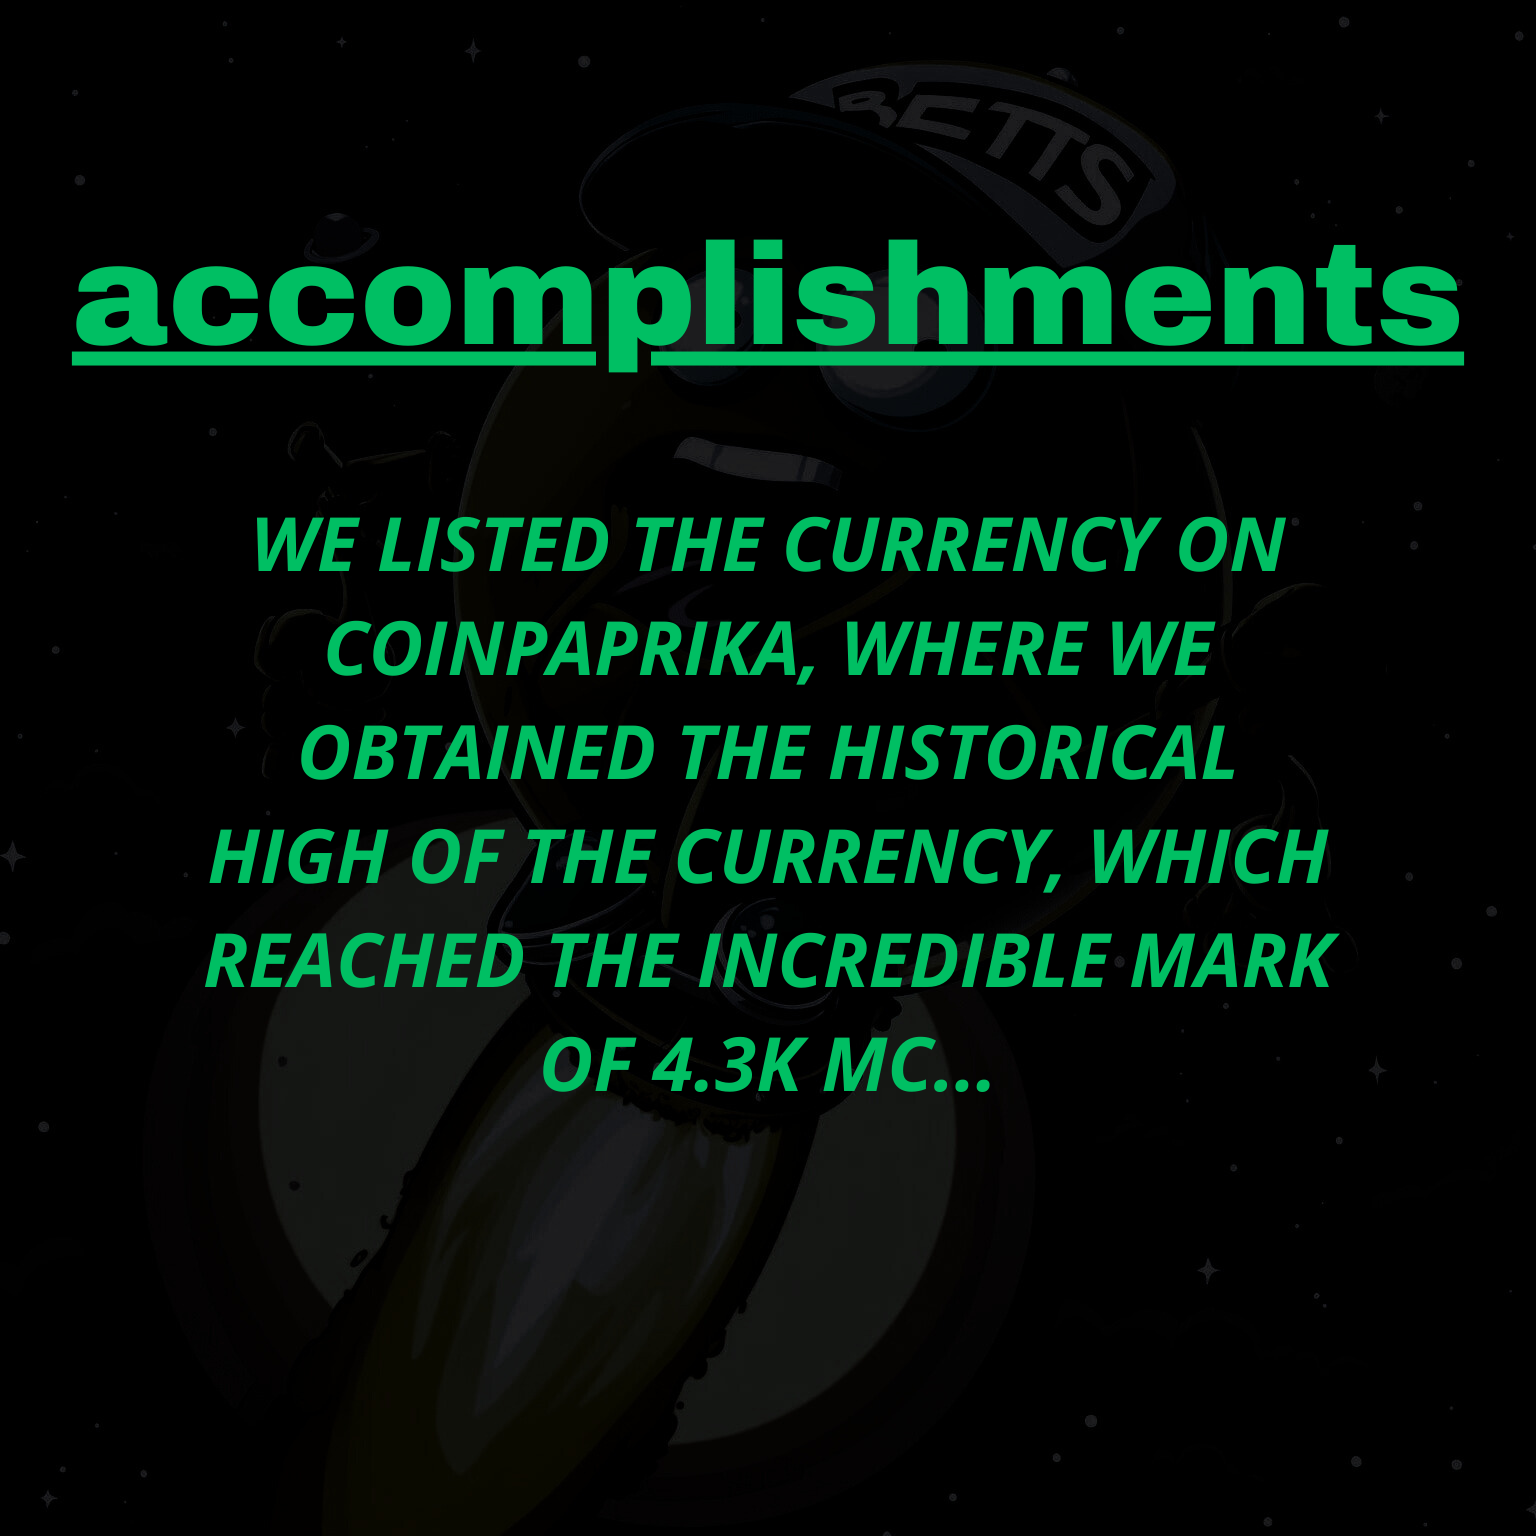 BETTS
accomplishments
WE LISTED THE CURRENCY ON
COINPAPRIKA, WHERE WE
OBTAINED THE HISTORICAL
HIGH OF THE CURRENCY, WHICH
REACHED THE INCREDIBLE MARK
OF 4.3K MC...